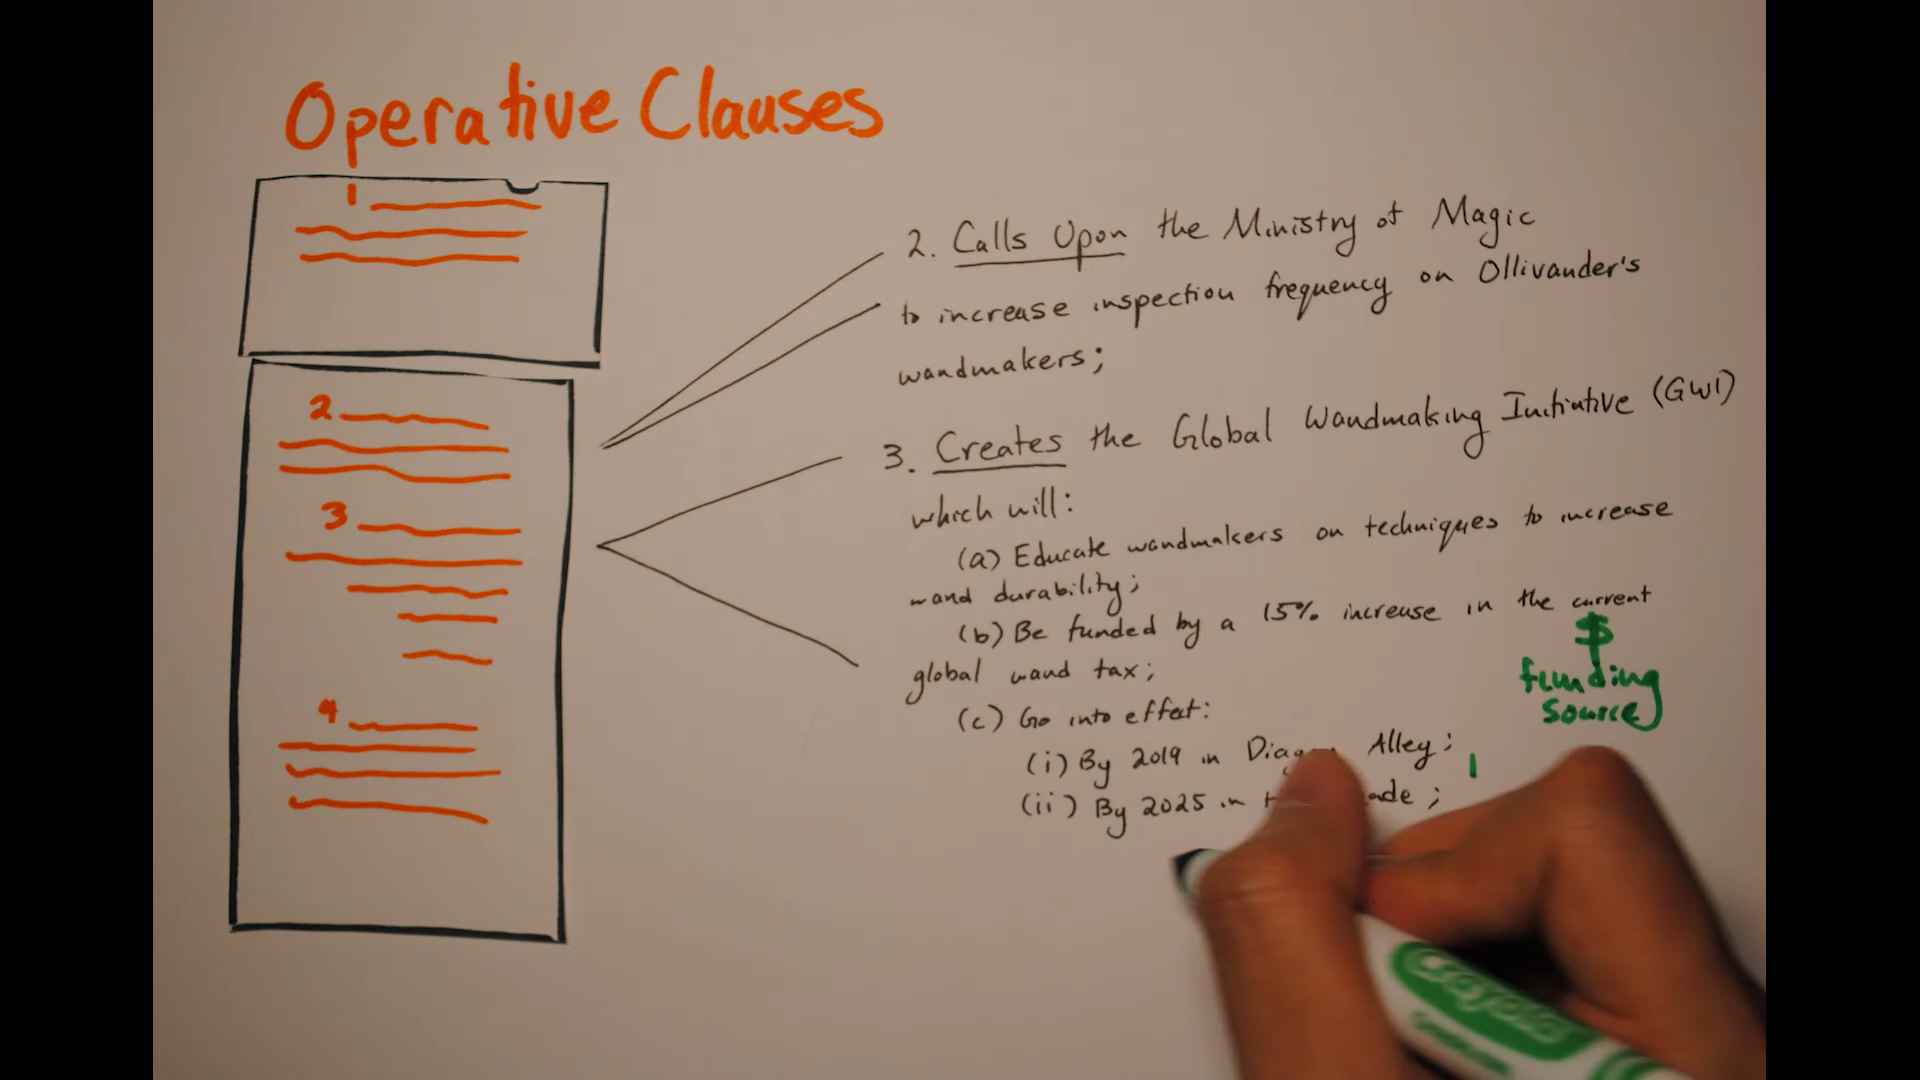 Operative Clauses
1
2
3
4
2. Calls Upon the Ministry of Magic
to increase inspection frequency on Ollivander's
wandmakers;
3. Creates the Global Wandmaking Initiative (GWI)
which will:
(a) Educate wandmakers on techniques to increase
wand durability;
(b) Be funded by a 15% increase in the current
global wand tax;
(c) Go into effect:
(i) By 2019 in Alley;
(ii) By 2025 in ;
$
funding
source
Crayola